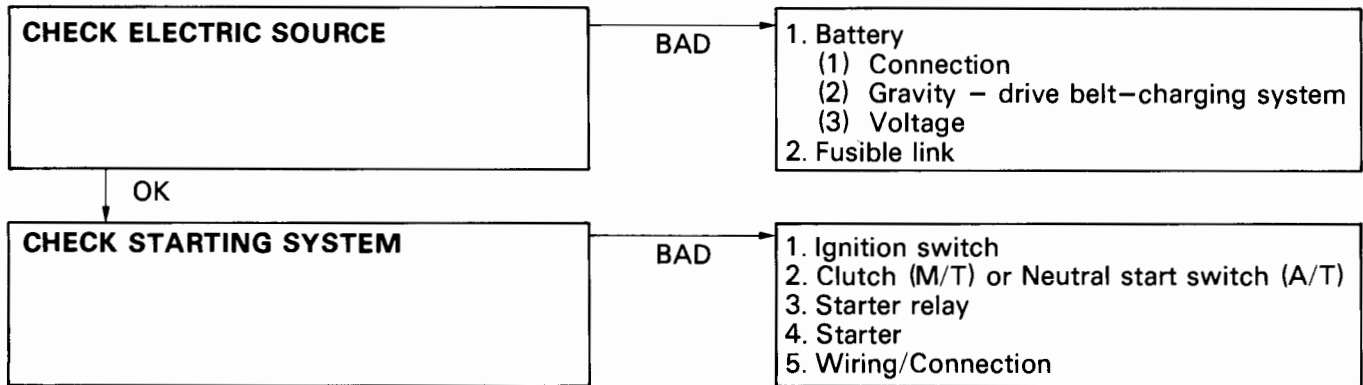 CHECK ELECTRIC SOURCE
BAD
1. Battery
(1) Connection
(2) Gravity – drive belt–charging system
(3) Voltage
2. Fusible link
OK
CHECK STARTING SYSTEM
BAD
1. Ignition switch
2. Clutch (M/T) or Neutral start switch (A/T)
3. Starter relay
4. Starter
5. Wiring/Connection